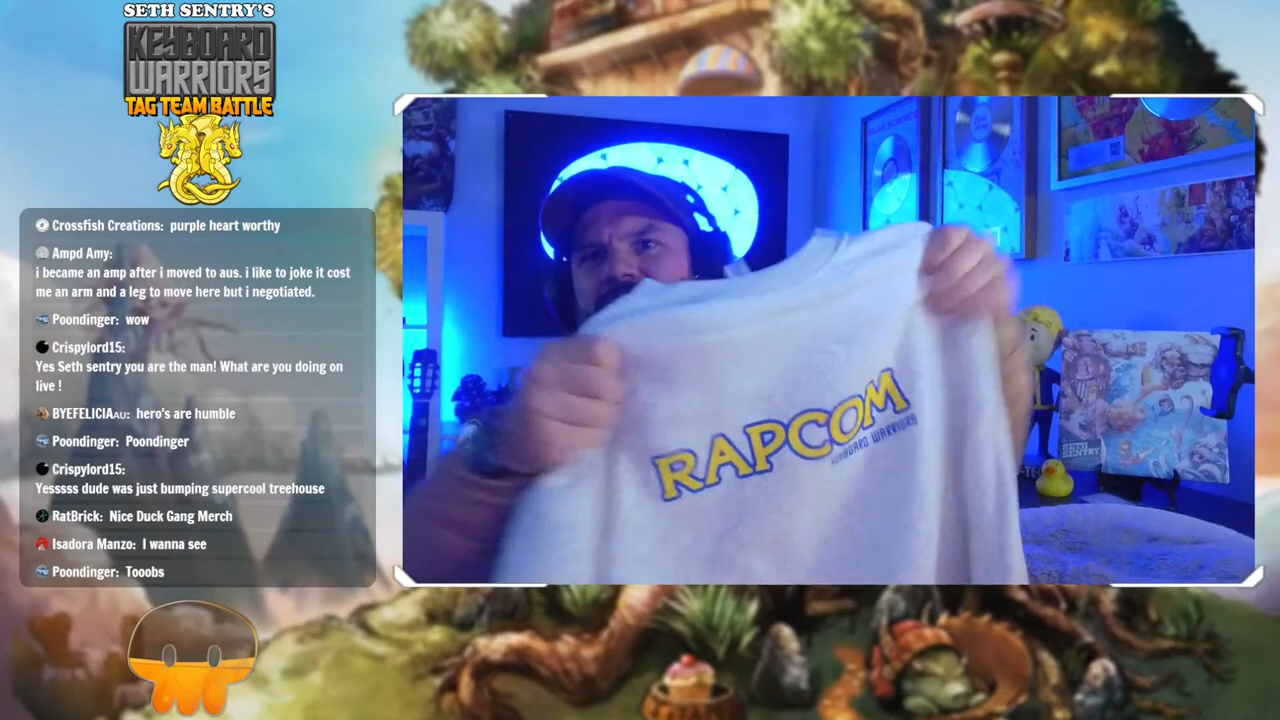 SETH SENTRY'S
KEYBOARD
WARRIORS
TAG TEAM BATTLE
Crossfish Creations: purple heart worthy
Ampd Amy:
i became an amp after i moved to aus. i like to joke it cost
me an arm and a leg to move here but i negotiated.
Poondinger: wow
Crispylord15:
Yes Seth sentry you are the man! What are you doing on
live !
BYEFELICIAAU: hero's are humble
Poondinger: Poondinger
Crispylord15:
Yesssss dude was just bumping supercool treehouse
RatBrick: Nice Duck Gang Merch
Isadora Manzo: I wanna see
Poondinger: Tooobs
RAPCOM
KEYBOARD WARRIORS
SETH
SENTRY